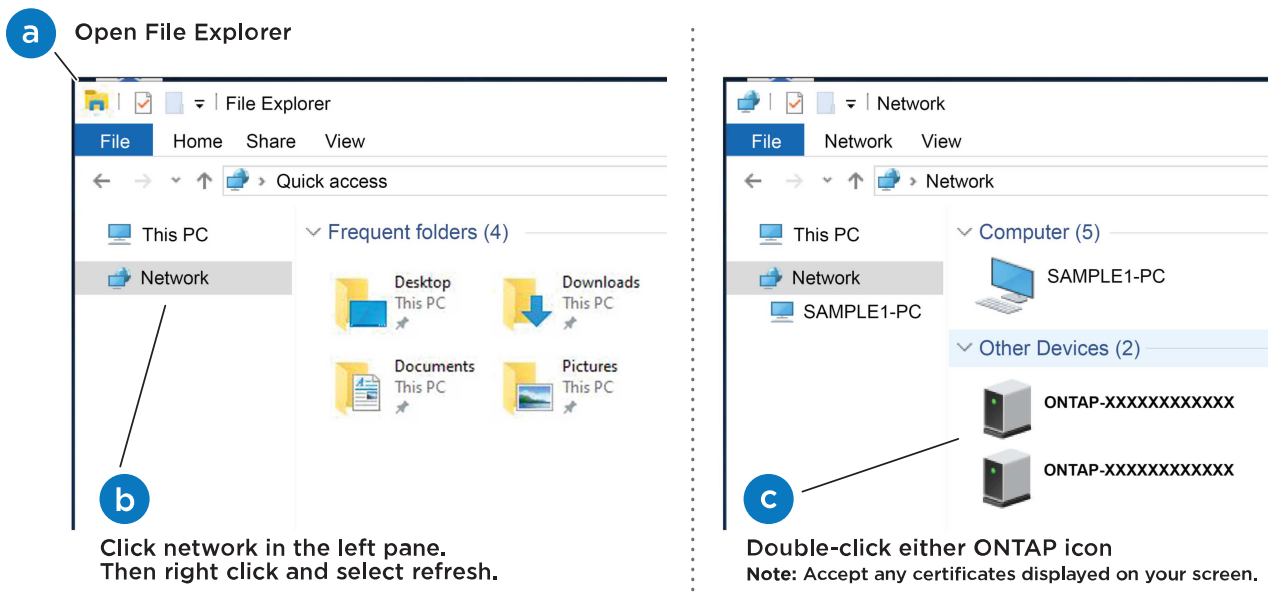 a Open File Explorer
File Explorer
File Home Share View
Quick access
This PC
Network
Frequent folders (4)
Desktop
This PC
Downloads
This PC
Documents
This PC
Pictures
This PC
b
Click network in the left pane.
Then right click and select refresh.
Network
File Network View
Network
This PC
Network
SAMPLE1-PC
Computer (5)
SAMPLE1-PC
Other Devices (2)
ONTAP-XXXXXXXXXXXX
ONTAP-XXXXXXXXXXXX
c
Double-click either ONTAP icon
Note: Accept any certificates displayed on your screen.